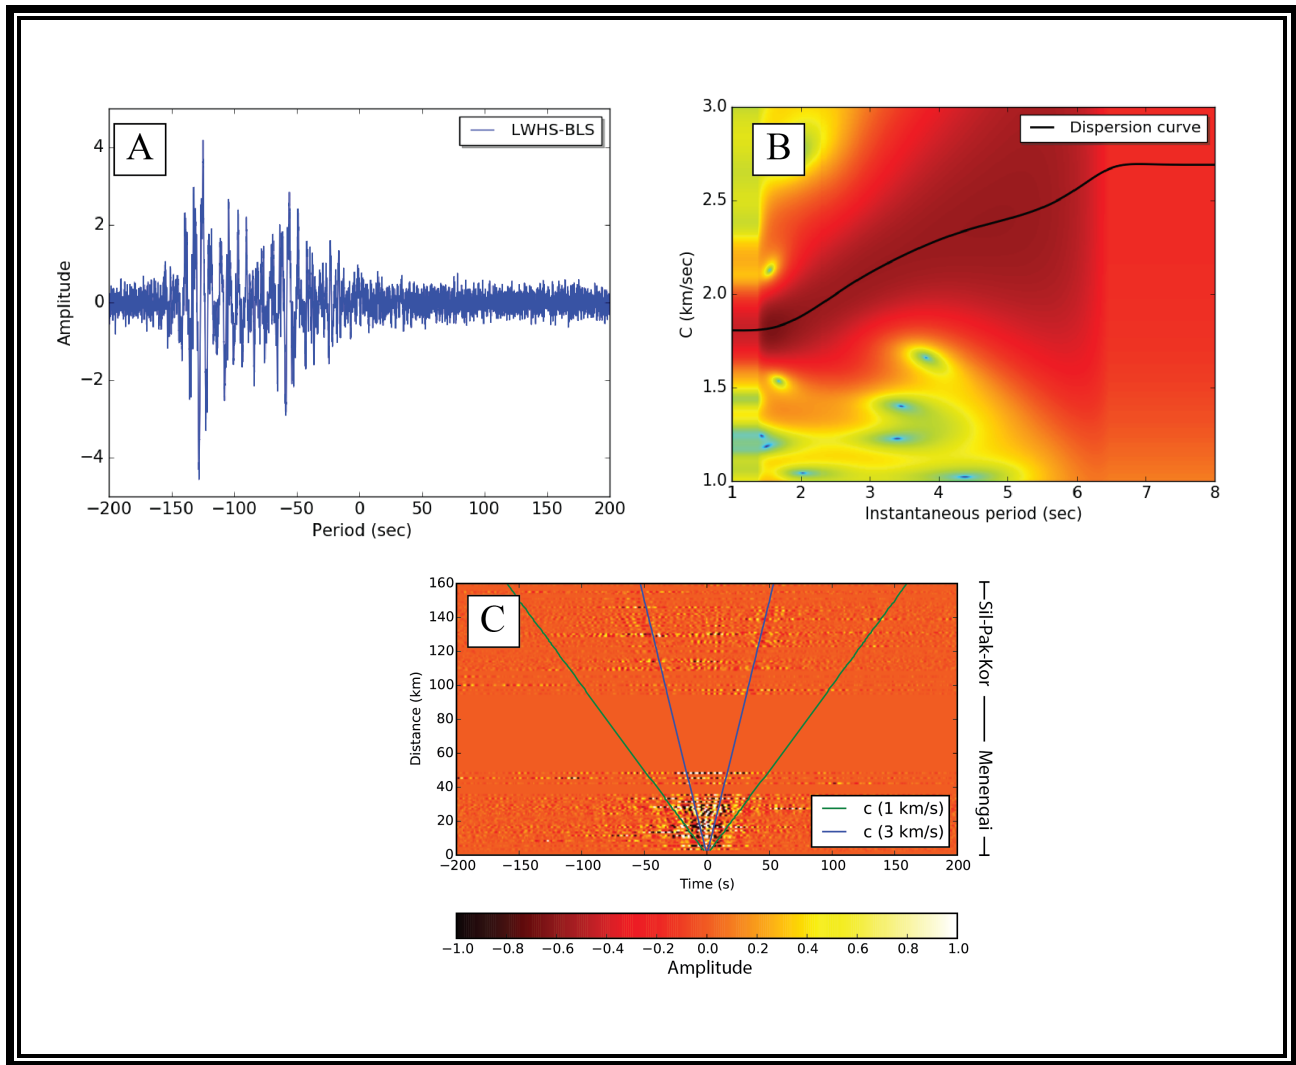 A
LWHS-BLS
4
2
0
−2
−4
Amplitude
−200 −150 −100 −50 0 50 100 150 200
Period (sec)
B
Dispersion curve
3.0
2.5
2.0
1.5
1.0
C (km/sec)
1 2 3 4 5 6 7 8
Instantaneous period (sec)
C
160
140
120
100
80
60
40
20
0
Distance (km)
c (1 km/s)
c (3 km/s)
−200 −150 −100 −50 0 50 100 150 200
Time (s)
Sil-Pak-Kor
Menengai
−1.0 −0.8 −0.6 −0.4 −0.2 0.0 0.2 0.4 0.6 0.8 1.0
Amplitude